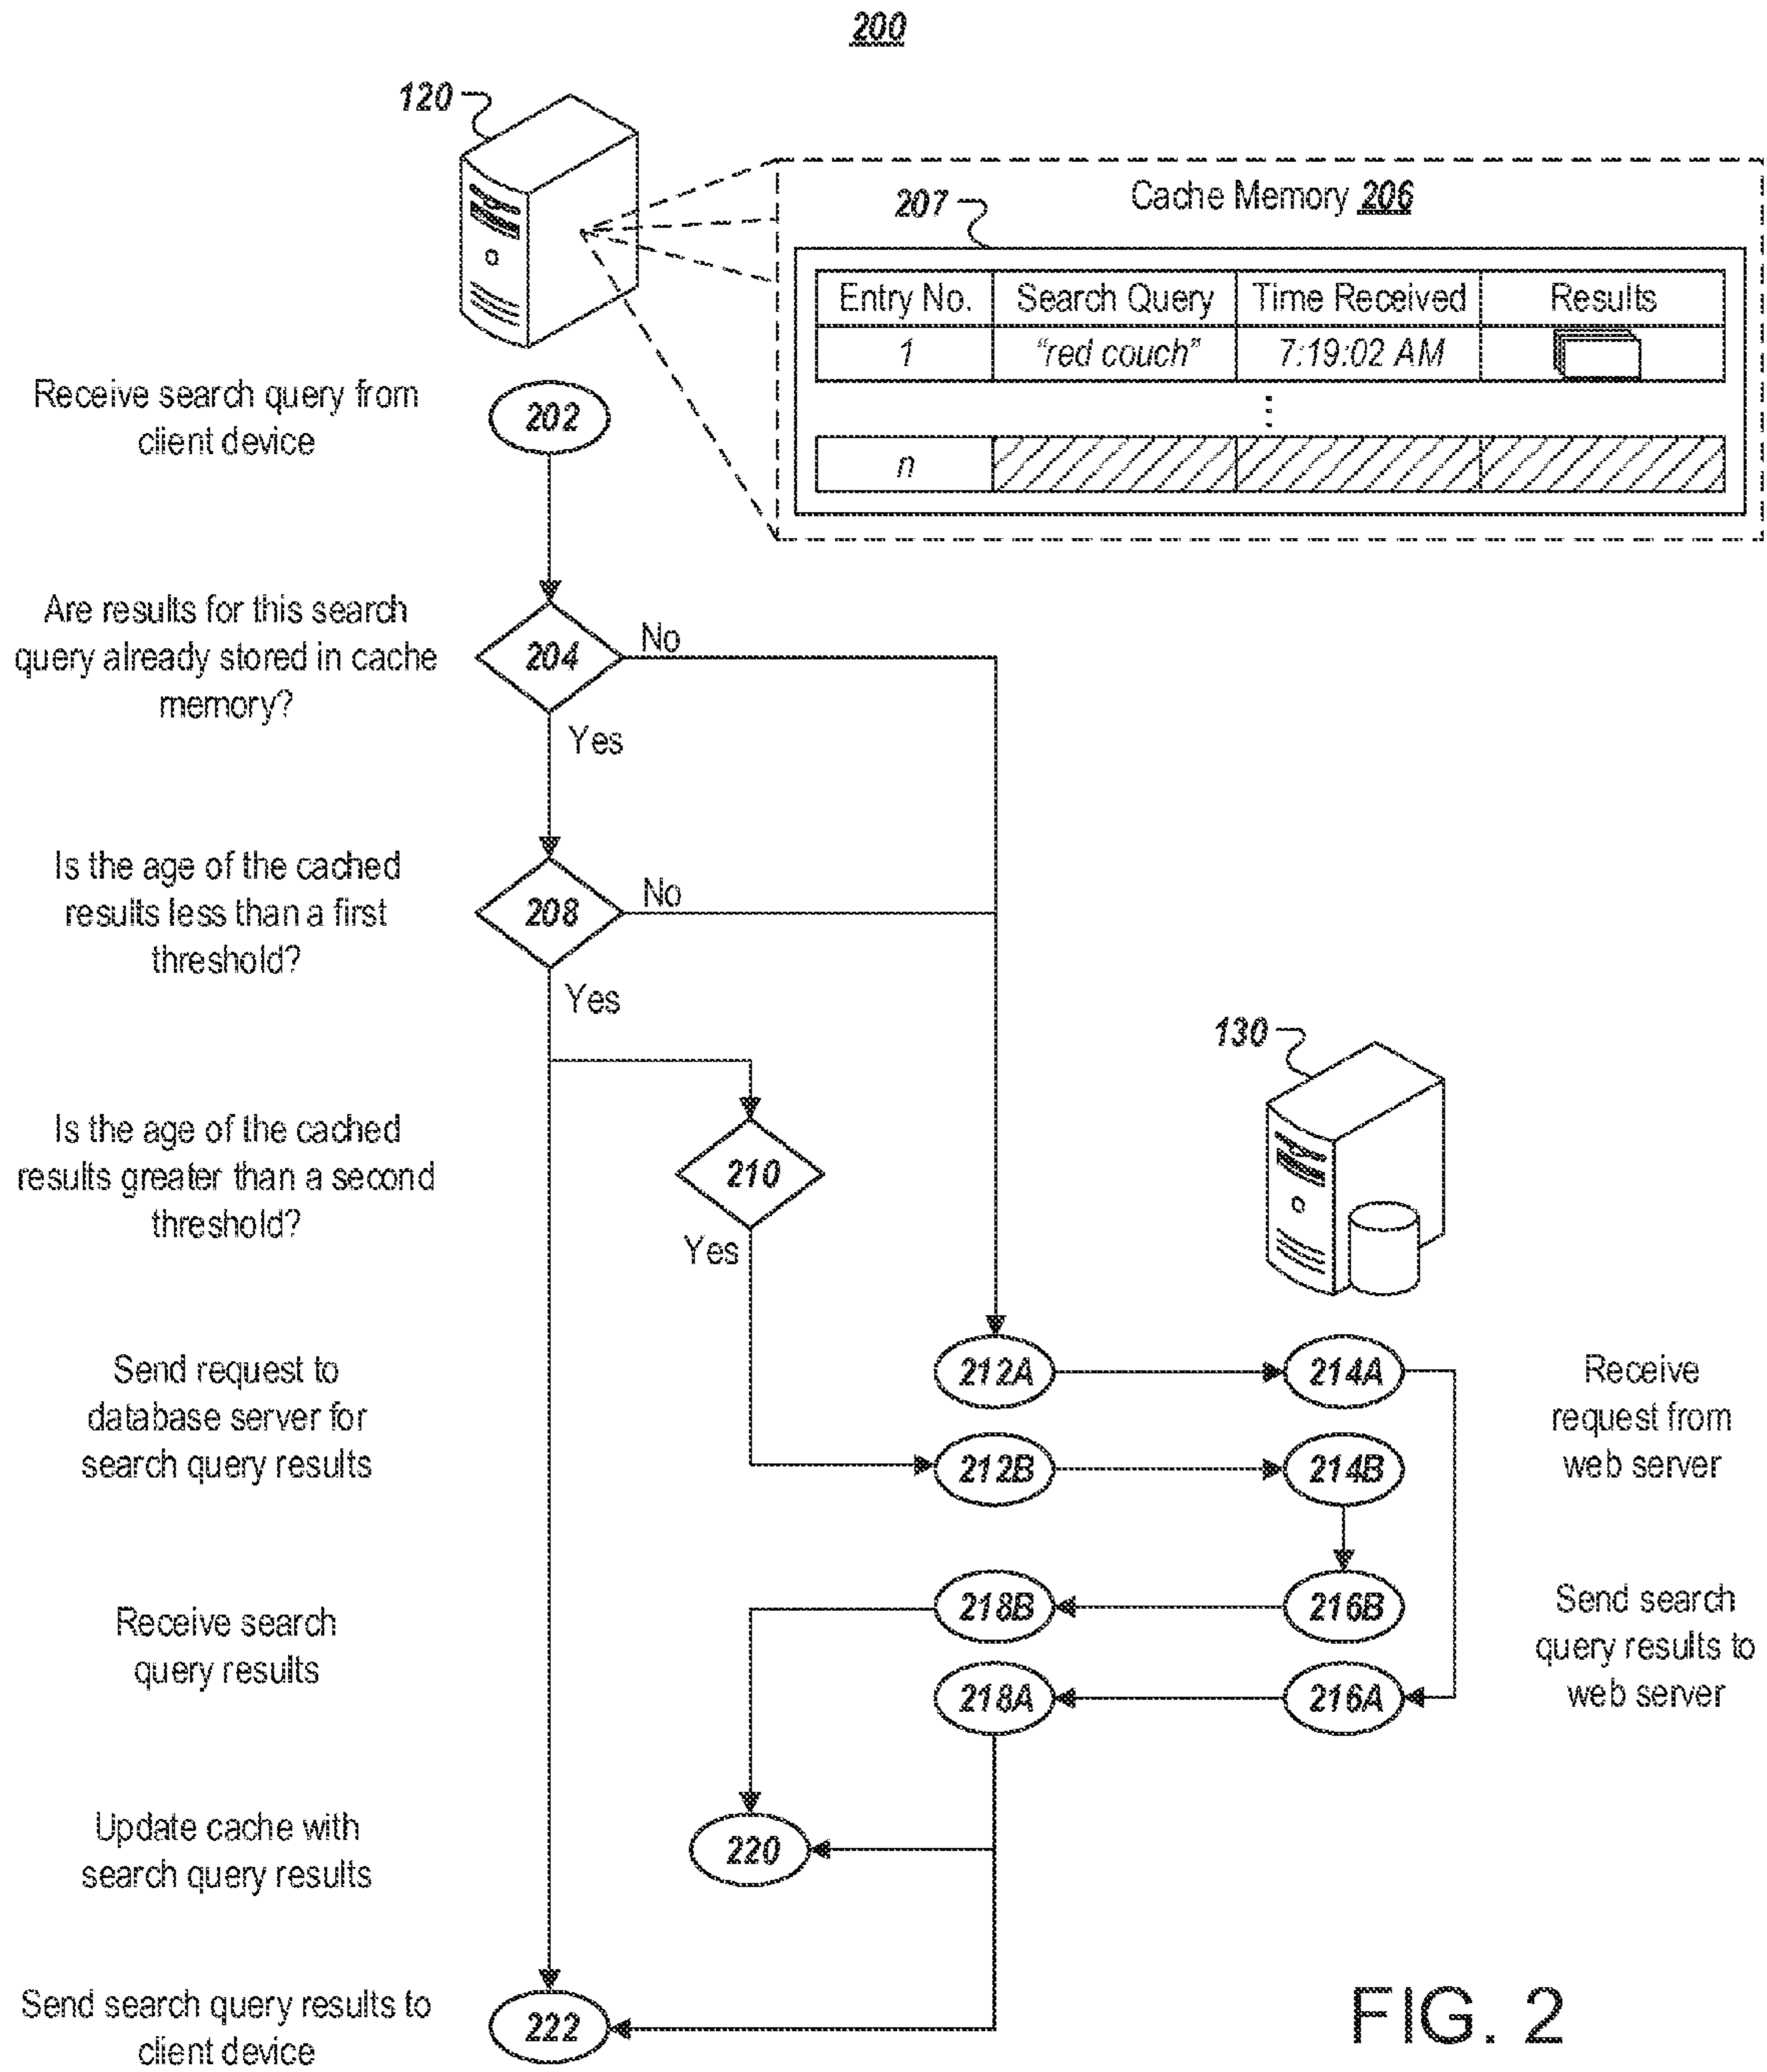 200
120
Cache Memory 206
207
Entry No. Search Query Time Received Results
1 "red couch" 7:19:02 AM
⋮
n
Receive search query from
client device
202
Are results for this search
query already stored in cache
memory?
204
No
Yes
Is the age of the cached
results less than a first
threshold?
208
No
Yes
130
Is the age of the cached
results greater than a second
threshold?
210
Yes
Send request to
database server for
search query results
212A
214A
Receive
request from
web server
212B
214B
Receive search
query results
218B
216B
Send search
query results to
web server
218A
216A
Update cache with
search query results
220
Send search query results to
client device
222
FIG. 2